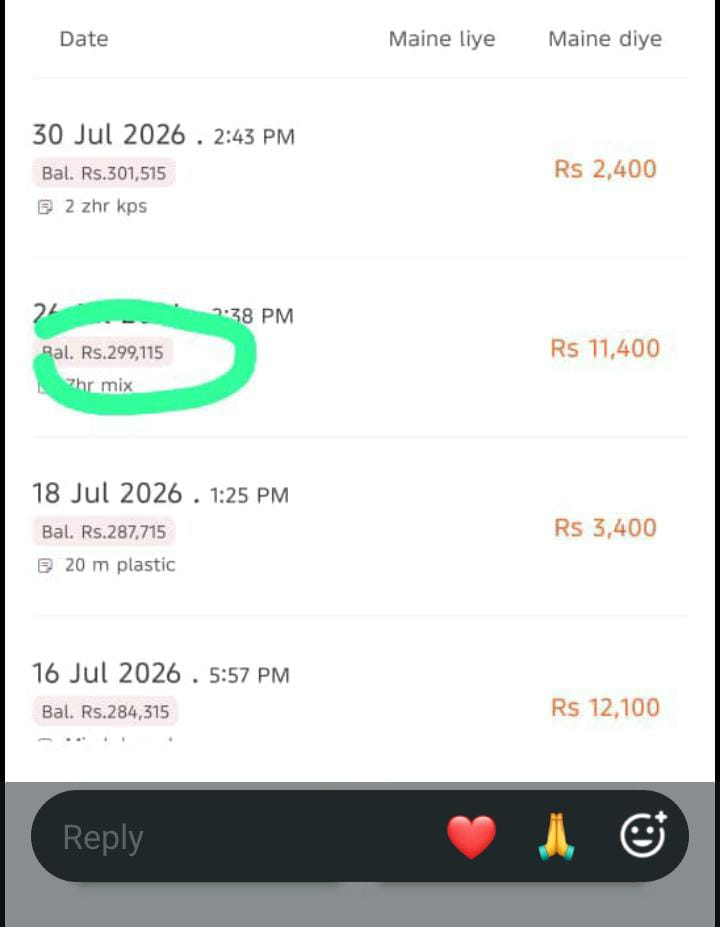 Date Maine liye Maine diye
30 Jul 2026 . 2:43 PM
Bal. Rs.301,515
Rs 2,400
2 zhr kps
26 :38 PM
Bal. Rs.299,115
Rs 11,400
7hr mix
18 Jul 2026 . 1:25 PM
Bal. Rs.287,715
Rs 3,400
20 m plastic
16 Jul 2026 . 5:57 PM
Bal. Rs.284,315
Rs 12,100
Reply